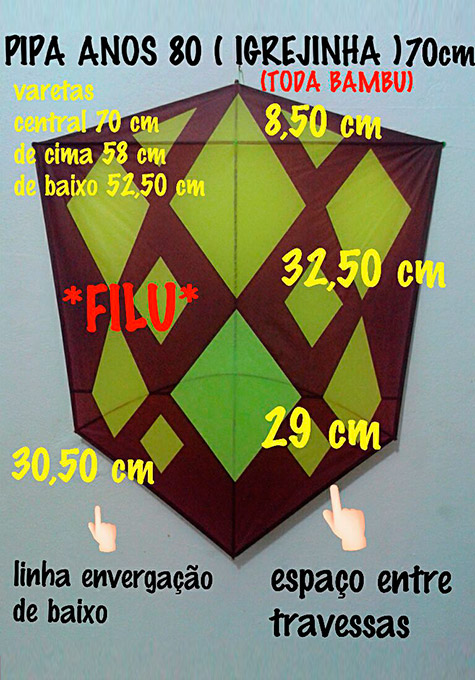 PIPA ANOS 80 ( IGREJINHA )70cm
(TODA BAMBU)
varetas
central 70 cm
de cima 58 cm
de baixo 52,50 cm
8,50 cm
32,50 cm
*FILU*
29 cm
30,50 cm
linha envergação
de baixo
espaço entre
travessas